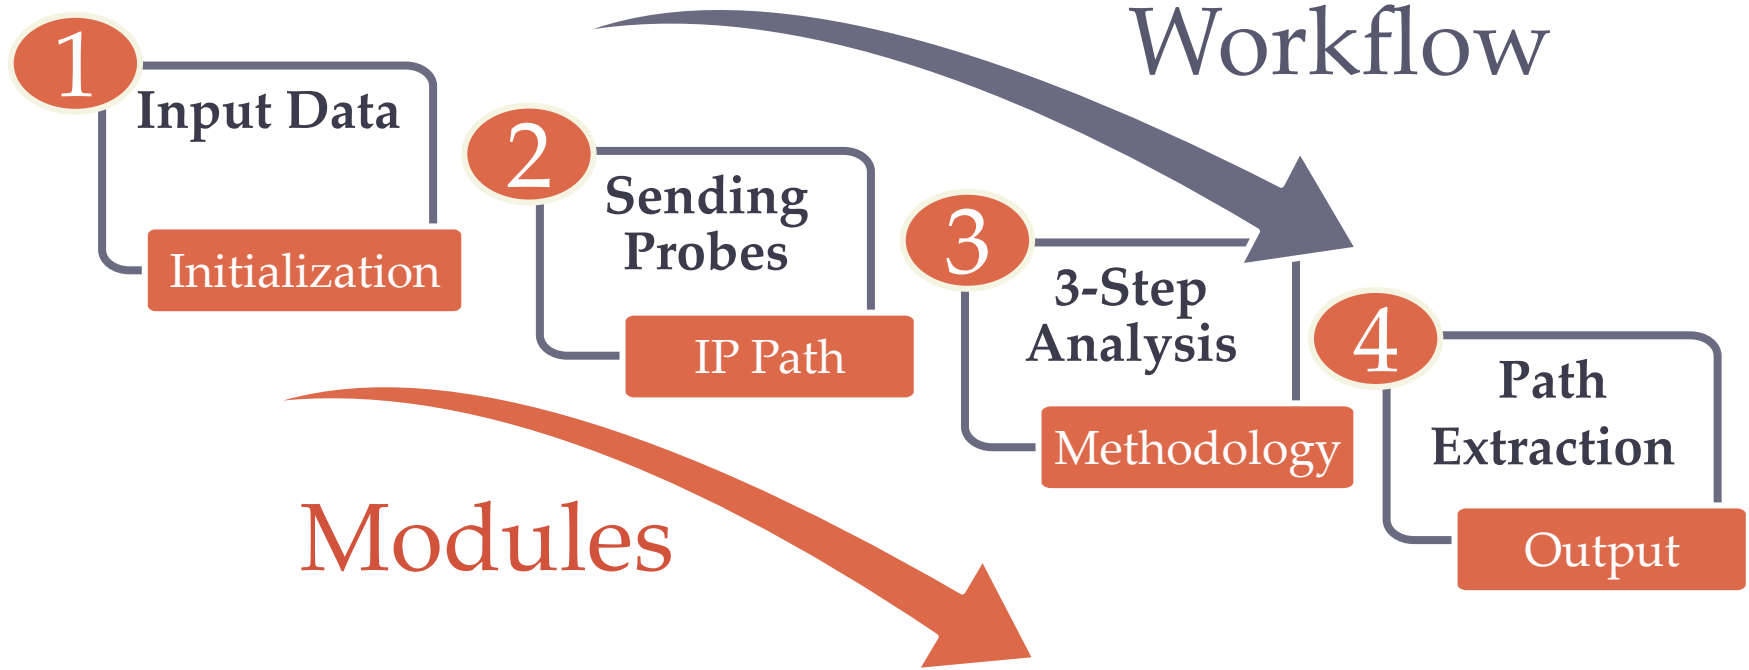 Workflow
1
Input Data
Initialization
2
Sending
Probes
IP Path
3
3-Step
Analysis
Methodology
4
Path
Extraction
Output
Modules